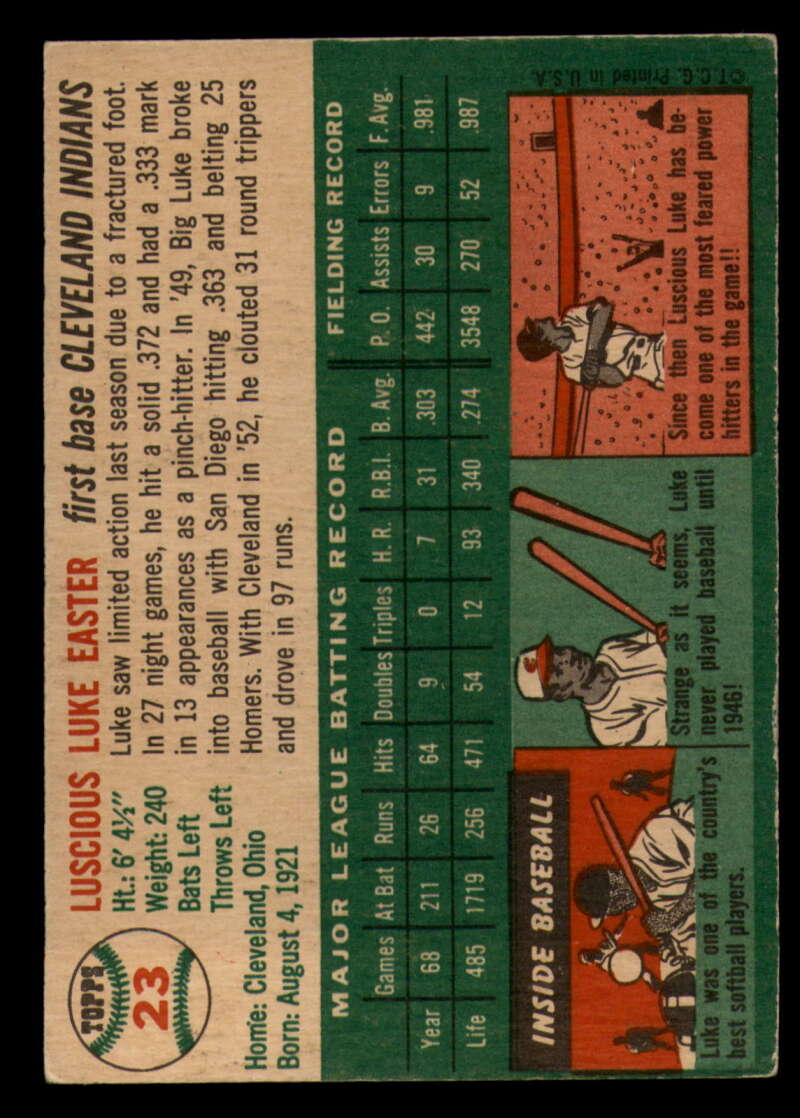 TOPPS
23
LUSCIOUS LUKE EASTER first base CLEVELAND INDIANS
Ht.: 6' 4½"
Weight: 240
Bats Left
Throws Left
Home: Cleveland, Ohio
Born: August 4, 1921
Luke saw limited action last season due to a fractured foot.
In 27 night games, he hit a solid .372 and had a .333 mark
in 13 appearances as a pinch-hitter. In '49, Big Luke broke
into baseball with San Diego hitting .363 and belting 25
Homers. With Cleveland in '52, he clouted 31 round trippers
and drove in 97 runs.
MAJOR LEAGUE BATTING RECORD FIELDING RECORD
Games At Bat Runs Hits Doubles Triples H. R. R.B.I. B. Avg. P. O. Assists Errors F. Avg.
Year 68 211 26 64 9 0 7 31 .303 442 30 9 .981
Life 485 1719 256 471 54 12 93 340 .274 3548 270 52 .987
INSIDE BASEBALL
Luke was one of the country's
best softball players.
C
Strange as it seems, Luke
never played baseball until
1946!
Since then Luscious Luke has be-
come one of the most feared power
hitters in the game!!
©T.C.G. Printed in U.S.A.